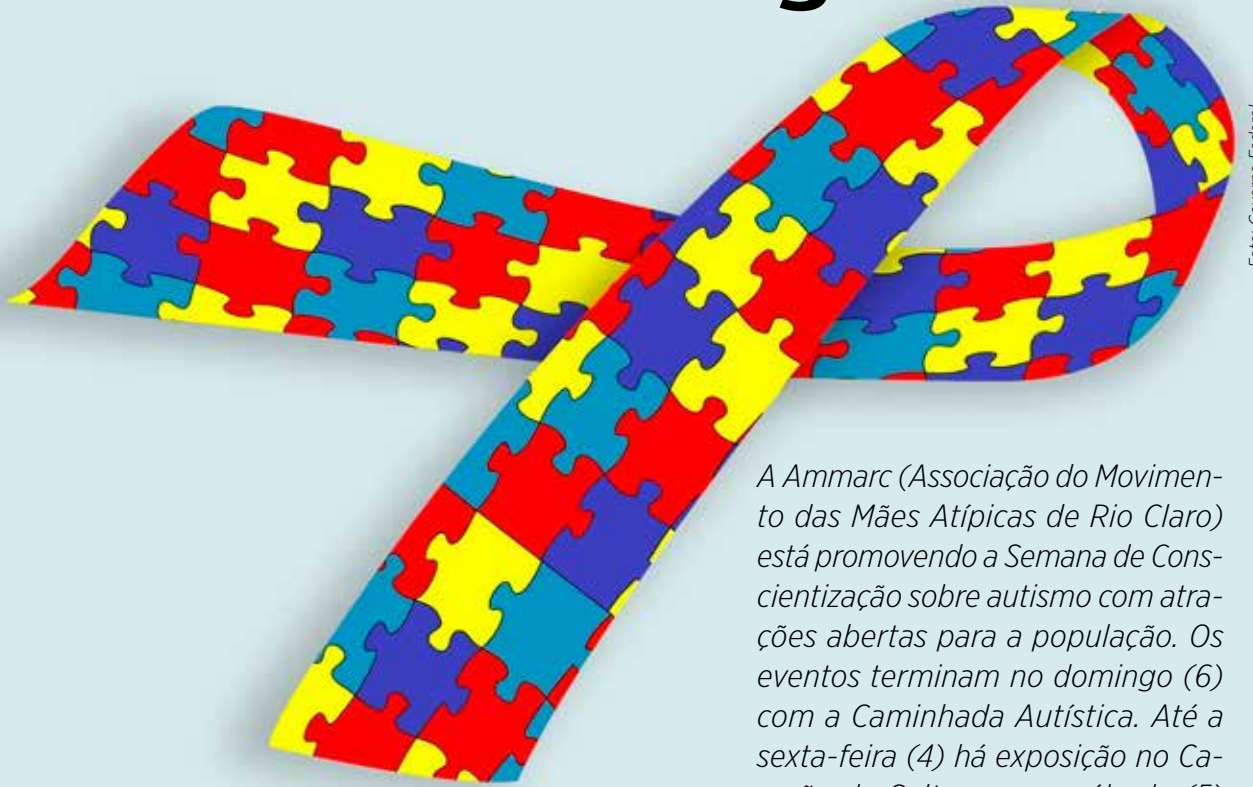 A Ammarc (Associação do Movimen-
to das Mães Atípicas de Rio Claro)
está promovendo a Semana de Cons-
cientização sobre autismo com atra-
ções abertas para a população. Os
eventos terminam no domingo (6)
com a Caminhada Autística. Até a
sexta-feira (4) há exposição no Ca-